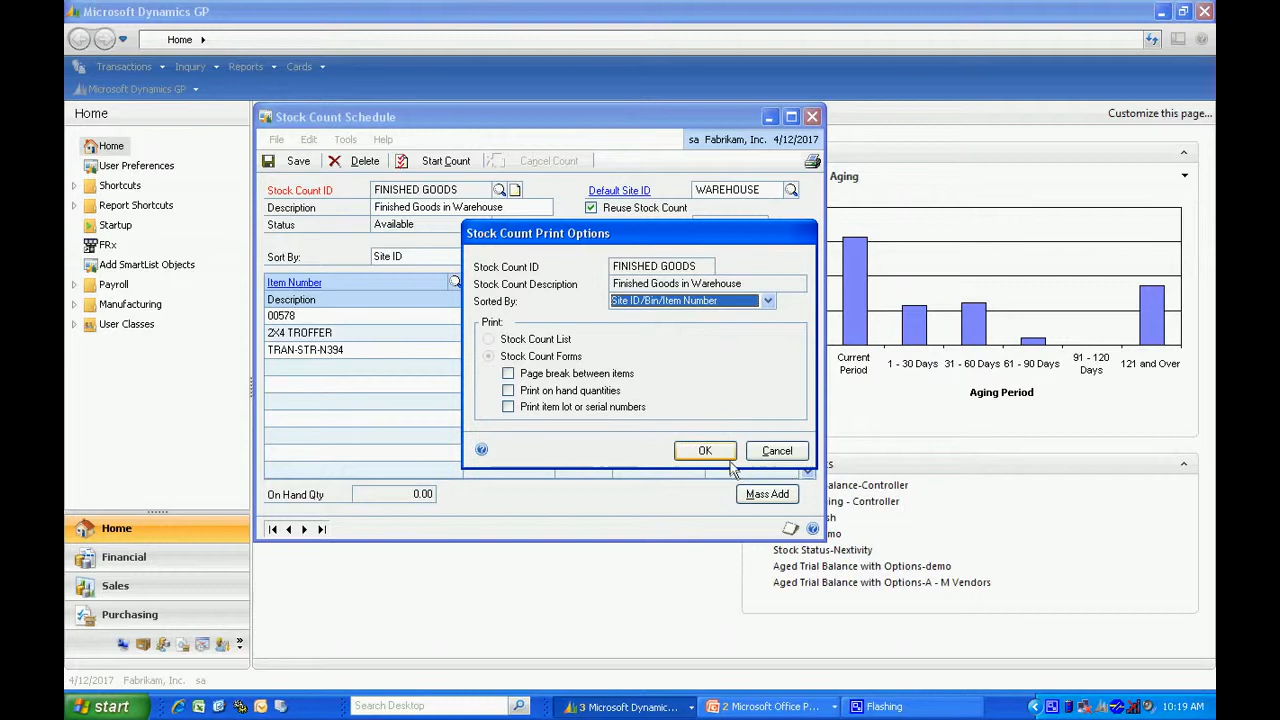 Microsoft Dynamics GP
Home
Transactions Inquiry Reports Cards
Microsoft Dynamics GP
Home
Customize this page...
Home
User Preferences
Shortcuts
Report Shortcuts
Startup
FRx
Add SmartList Objects
Payroll
Manufacturing
User Classes
Stock Count Schedule
File Edit Tools Help
sa Fabrikam, Inc. 4/12/2017
Save Delete Start Count Cancel Count
Stock Count ID FINISHED GOODS Default Site ID WAREHOUSE
Description Finished Goods in Warehouse Reuse Stock Count
Status Available
Sort By: Site ID
Item Number
Description
00578
2X4 TROFFER
TRAN-STR-N394
On Hand Qty 0.00 Mass Add
Stock Count Print Options
Stock Count ID FINISHED GOODS
Stock Count Description Finished Goods in Warehouse
Sorted By: Site ID/Bin/Item Number
Print:
Stock Count List
Stock Count Forms
Page break between items
Print on hand quantities
Print item lot or serial numbers
OK Cancel
Aging
Current Period
1 - 30 Days
31 - 60 Days
61 - 90 Days
91 - 120 Days
121 and Over
Aging Period
alance-Controller
ng - Controller
Stock Status-Nextivity
Aged Trial Balance with Options-demo
Aged Trial Balance with Options-A - M Vendors
Home
Financial
Sales
Purchasing
4/12/2017 Fabrikam, Inc. sa
start
Search Desktop
3 Microsoft Dynamic...
2 Microsoft Office P...
Flashing
10:19 AM